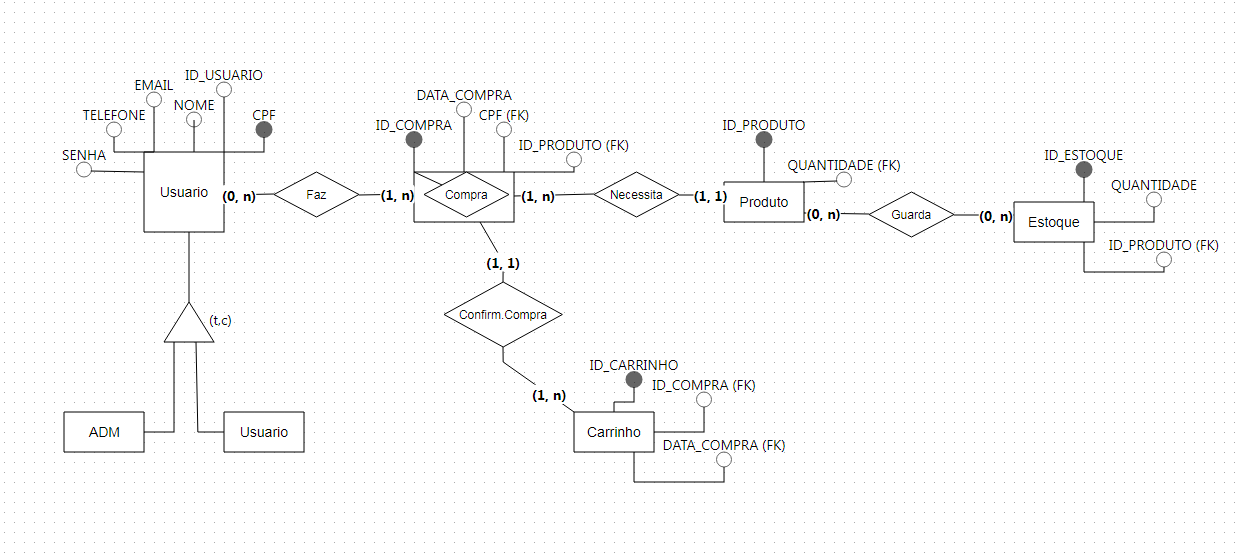 ID_USUARIO
EMAIL
NOME
TELEFONE
CPF
SENHA
Usuario
(0, n)
Faz
(1, n)
DATA_COMPRA
CPF (FK)
ID_COMPRA
ID_PRODUTO (FK)
Compra
(1, n)
Necessita
(1, 1)
ID_PRODUTO
QUANTIDADE (FK)
Produto
(0, n)
Guarda
(0, n)
ID_ESTOQUE
QUANTIDADE
Estoque
ID_PRODUTO (FK)
(1, 1)
Confirm.Compra
(1, n)
(t,c)
ADM
Usuario
ID_CARRINHO
ID_COMPRA (FK)
Carrinho
DATA_COMPRA (FK)